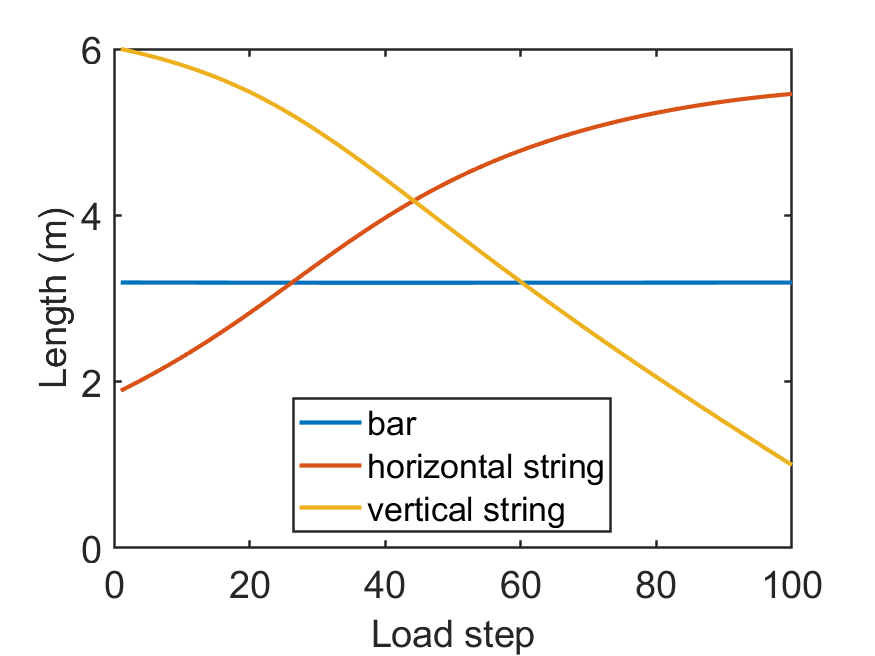 6
4
2
0
Length (m)
bar
horizontal string
vertical string
0 20 40 60 80 100
Load step